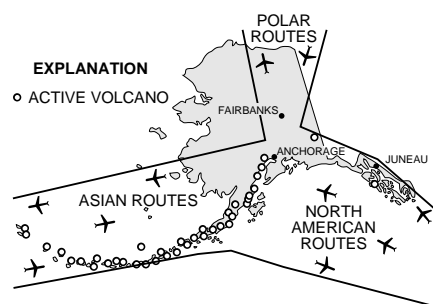 POLAR
ROUTES
EXPLANATION
ACTIVE VOLCANO
FAIRBANKS
ANCHORAGE
JUNEAU
ASIAN ROUTES
NORTH
AMERICAN
ROUTES